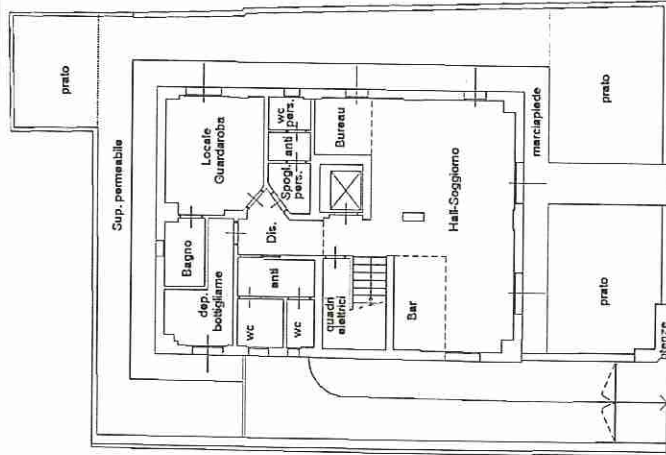 prato
Sup. permeabile
Locale
Guardaroba
wc
pers.
anti
Spogl.
pers.
Bureau
Bagno
dep.
bottigliame
Dis.
anti
wc
wc
quadri
elettrici
Bar
Hall-Soggiorno
marciapiede
prato
prato